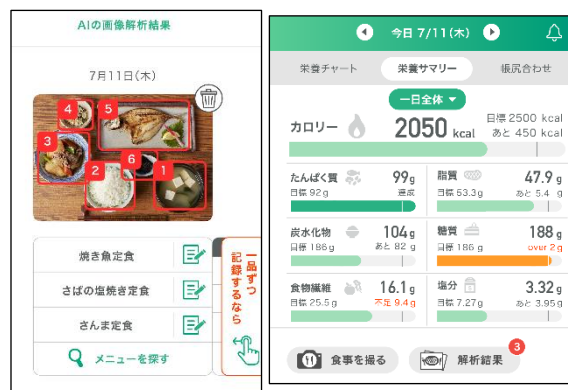 AIの画像解析結果
7月11日(木)
4
5
3
6
2
1
焼き魚定食
さばの塩焼き定食
さんま定食
メニューを探す
一品ずつ
記録するなら
今日 7/11(木)
栄養チャート
栄養サマリー
帳尻合わせ
一日全体
カロリー
2050 kcal
目標 2500 kcal
あと 450 kcal
たんぱく質
99g
目標 92g
達成
脂質
47.9g
目標 53.3g
あと 5.4 g
炭水化物
104g
目標 186g
あと 82 g
糖質
188g
目標 186 g
over 2g
食物繊維
16.1g
目標 25.5g
不足 9.4g
塩分
3.32g
目標 7.27g
あと 3.95g
食事を撮る
解析結果
3